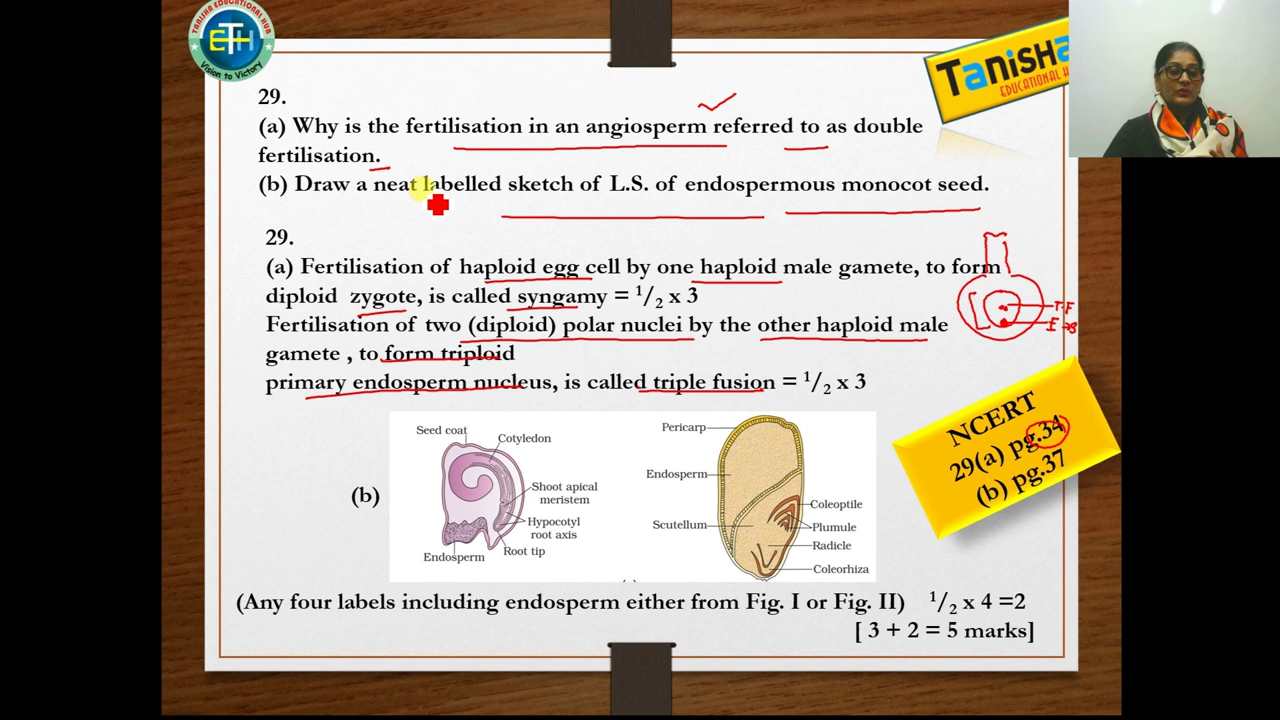 TANISHA EDUCATIONAL HUB
ETH
Vision to Victory
TanisHa
EDUCATIONAL H
29.
(a) Why is the fertilisation in an angiosperm referred to as double
fertilisation.
(b) Draw a neat labelled sketch of L.S. of endospermous monocot seed.
29.
(a) Fertilisation of haploid egg cell by one haploid male gamete, to form
diploid zygote, is called syngamy = 1/2 x 3
Fertilisation of two (diploid) polar nuclei by the other haploid male
gamete , to form triploid
primary endosperm nucleus, is called triple fusion = 1/2 x 3
NCERT
29(a) pg.34
(b) pg.37
(b)
Seed coat
Cotyledon
Shoot apical
meristem
Hypocotyl
root axis
Root tip
Endosperm
Pericarp
Endosperm
Scutellum
Coleoptile
Plumule
Radicle
Coleorhiza
(Any four labels including endosperm either from Fig. I or Fig. II) 1/2 x 4 =2
[ 3 + 2 = 5 marks]